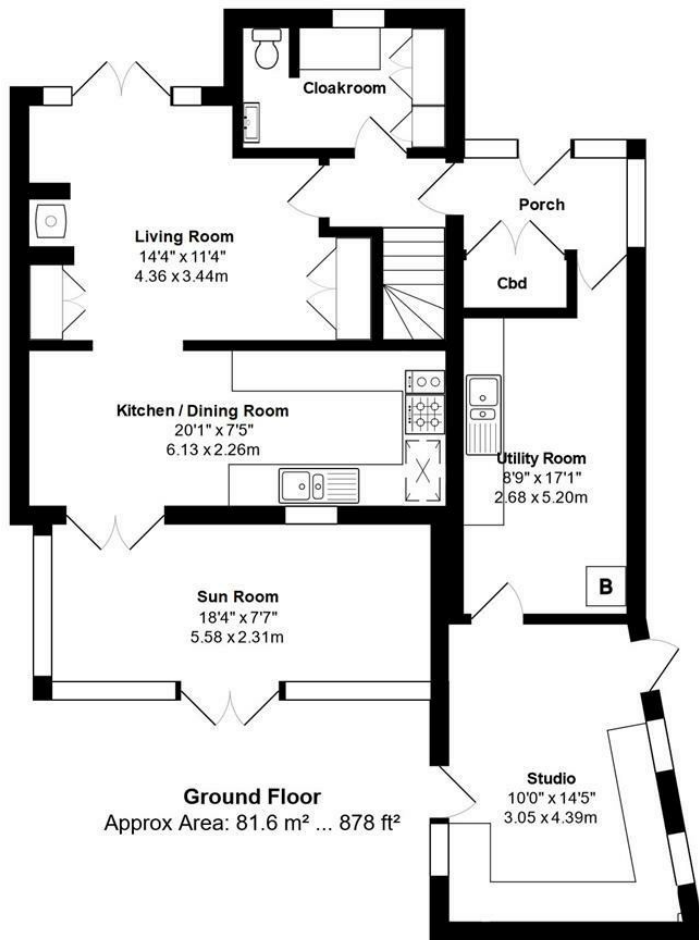 Cloakroom
Porch
Living Room
14'4" x 11'4"
4.36 x 3.44m
Cbd
Kitchen / Dining Room
20'1" x 7'5"
6.13 x 2.26m
Utility Room
8'9" x 17'1"
2.68 x 5.20m
B
Sun Room
18'4" x 7'7"
5.58 x 2.31m
Studio
10'0" x 14'5"
3.05 x 4.39m
Ground Floor
Approx Area: 81.6 m² ... 878 ft²